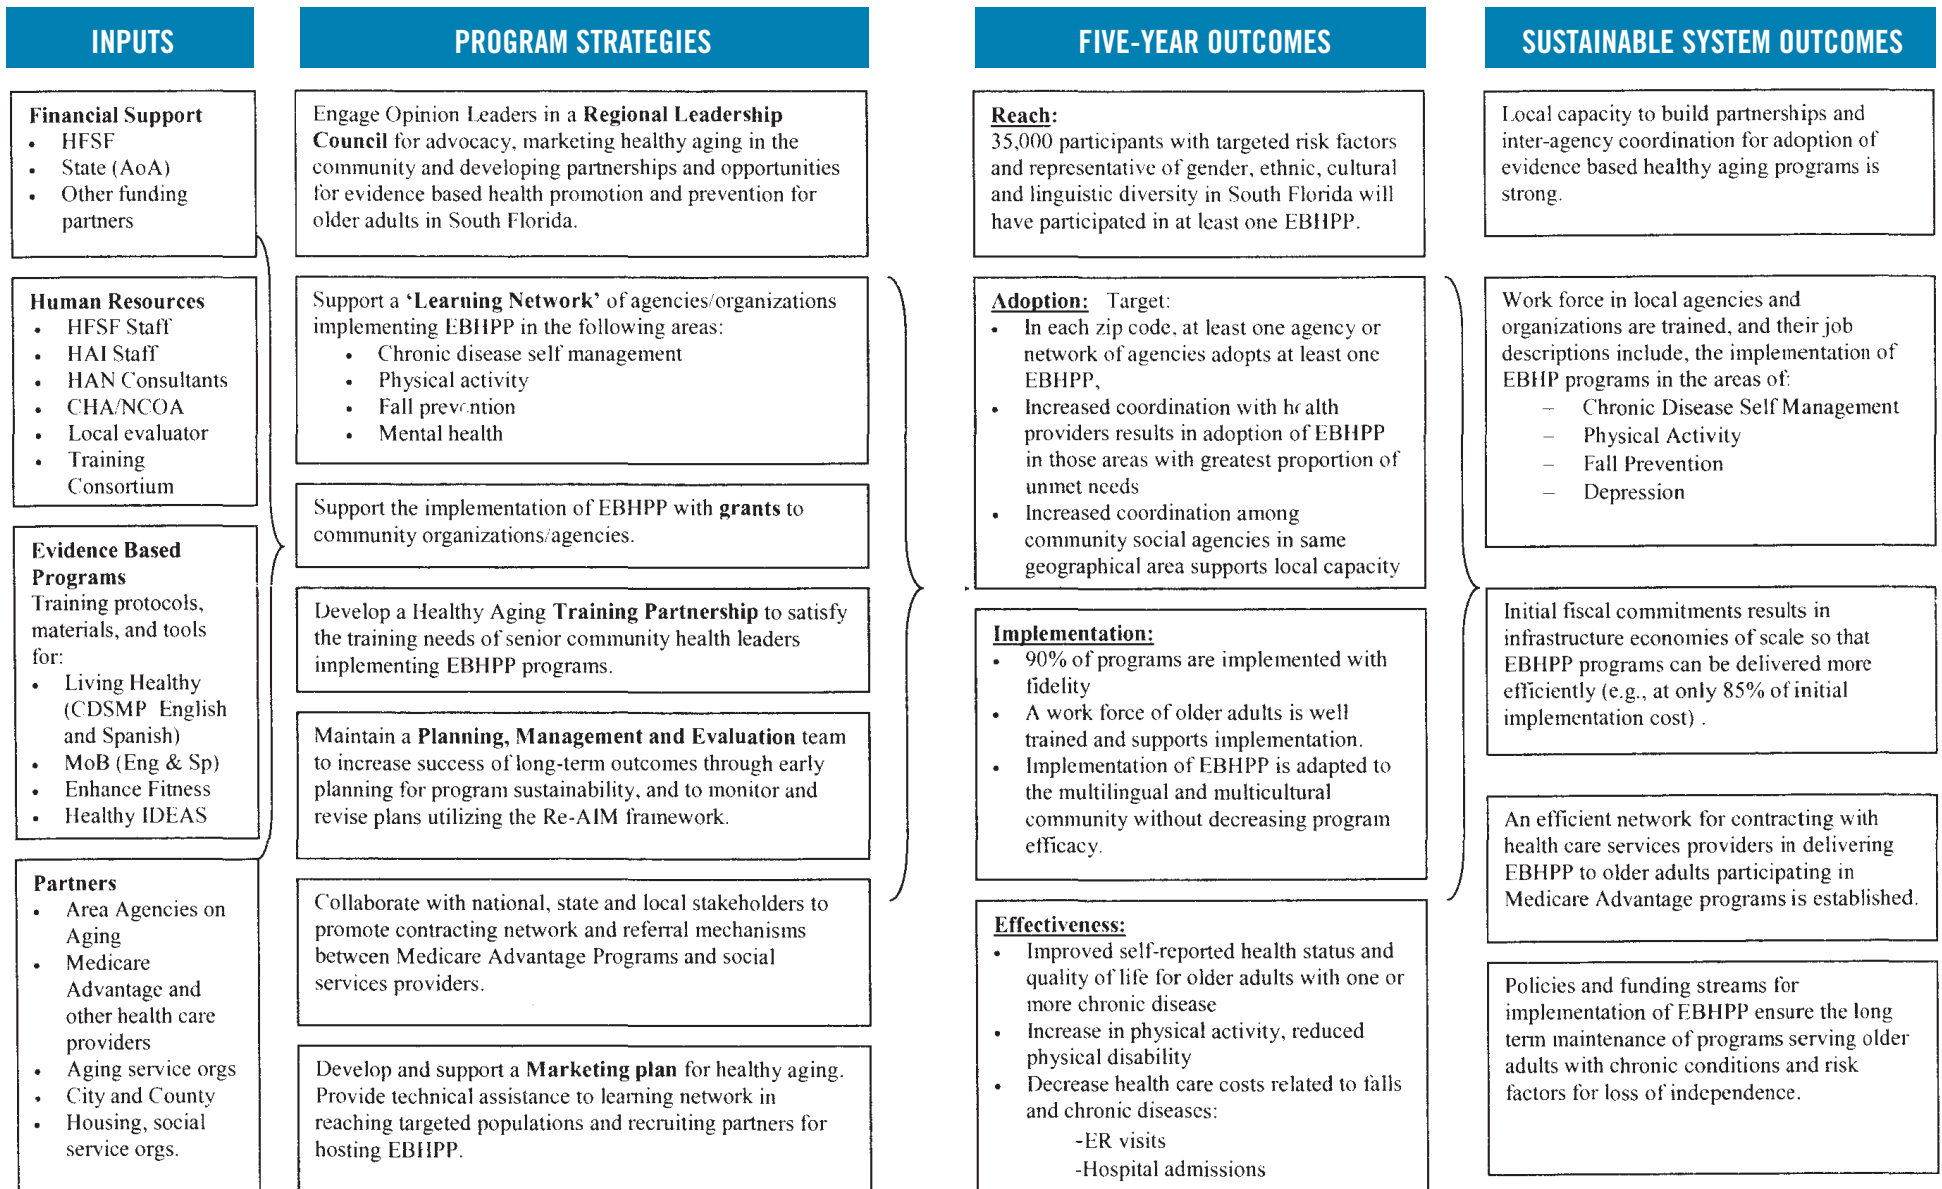 INPUTS
Financial Support
• HFSF
• State (AoA)
• Other funding
partners
Human Resources
• HFSF Staff
• HAI Staff
• HAN Consultants
• CHA/NCOA
• Local evaluator
• Training
Consortium
Evidence Based
Programs
Training protocols,
materials, and tools
for:
• Living Healthy
(CDSMP English
and Spanish)
• MoB (Eng & Sp)
• Enhance Fitness
• Healthy IDEAS
Partners
• Area Agencies on
Aging
• Medicare
Advantage and
other health care
providers
• Aging service orgs
• City and County
• Housing, social
service orgs.
PROGRAM STRATEGIES
Engage Opinion Leaders in a Regional Leadership
Council for advocacy, marketing healthy aging in the
community and developing partnerships and opportunities
for evidence based health promotion and prevention for
older adults in South Florida.
Support a ‘Learning Network’ of agencies/organizations
implementing EBHPP in the following areas:
• Chronic disease self management
• Physical activity
• Fall prevention
• Mental health
Support the implementation of EBHPP with grants to
community organizations/agencies.
Develop a Healthy Aging Training Partnership to satisfy
the training needs of senior community health leaders
implementing EBHPP programs.
Maintain a Planning, Management and Evaluation team
to increase success of long-term outcomes through early
planning for program sustainability, and to monitor and
revise plans utilizing the Re-AIM framework.
Collaborate with national, state and local stakeholders to
promote contracting network and referral mechanisms
between Medicare Advantage Programs and social
services providers.
Develop and support a Marketing plan for healthy aging.
Provide technical assistance to learning network in
reaching targeted populations and recruiting partners for
hosting EBHPP.
FIVE-YEAR OUTCOMES
Reach:
35,000 participants with targeted risk factors
and representative of gender, ethnic, cultural
and linguistic diversity in South Florida will
have participated in at least one EBHPP.
Adoption: Target:
• In each zip code, at least one agency or
network of agencies adopts at least one
EBHPP,
• Increased coordination with health
providers results in adoption of EBHPP
in those areas with greatest proportion of
unmet needs
• Increased coordination among
community social agencies in same
geographical area supports local capacity
Implementation:
• 90% of programs are implemented with
fidelity
• A work force of older adults is well
trained and supports implementation.
• Implementation of EBHPP is adapted to
the multilingual and multicultural
community without decreasing program
efficacy.
Effectiveness:
• Improved self-reported health status and
quality of life for older adults with one or
more chronic disease
• Increase in physical activity, reduced
physical disability
• Decrease health care costs related to falls
and chronic diseases:
-ER visits
-Hospital admissions
SUSTAINABLE SYSTEM OUTCOMES
Local capacity to build partnerships and
inter-agency coordination for adoption of
evidence based healthy aging programs is
strong.
Work force in local agencies and
organizations are trained, and their job
descriptions include, the implementation of
EBHP programs in the areas of:
– Chronic Disease Self Management
– Physical Activity
– Fall Prevention
– Depression
Initial fiscal commitments results in
infrastructure economies of scale so that
EBHPP programs can be delivered more
efficiently (e.g., at only 85% of initial
implementation cost) .
An efficient network for contracting with
health care services providers in delivering
EBHPP to older adults participating in
Medicare Advantage programs is established.
Policies and funding streams for
implementation of EBHPP ensure the long
term maintenance of programs serving older
adults with chronic conditions and risk
factors for loss of independence.